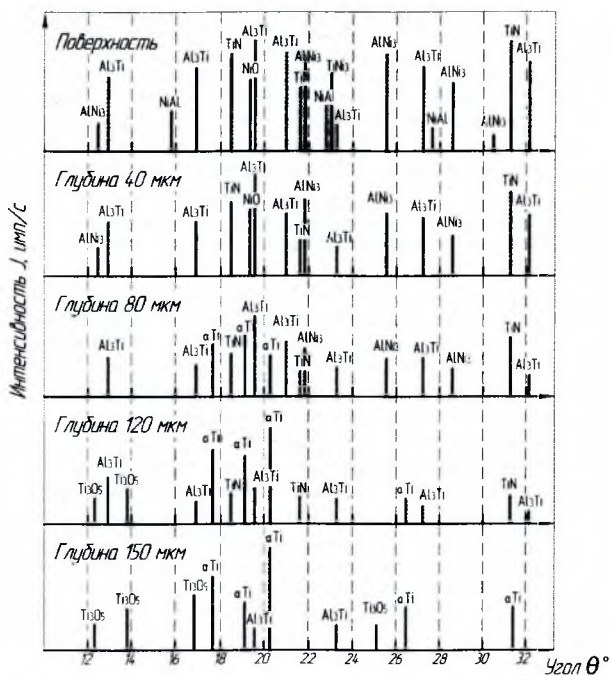 Интенсивность J, имп/с
Поверхность
AlNi3
Al3Ti
NiAl
Al3Ti
TiN
NiO
Al3Ti
Al3Ti
TiN
AlNi3
NiAl
TiNi3
Al3Ti
AlNi3
Al3Ti
NiAl
AlNi3
AlNi3
TiN
Al3Ti
Глубина 40 мкм
AlNi3
Al3Ti
Al3Ti
TiN
NiO
Al3Ti
Al3Ti
TiN
AlNi3
Al3Ti
AlNi3
Al3Ti
AlNi3
TiN
Al3Ti
Глубина 80 мкм
Al3Ti
Al3Ti
αTi
TiN
αTi
Al3Ti
αTi
Al3Ti
TiN
AlNi3
Al3Ti
AlNi3
Al3Ti
AlNi3
TiN
Al3Ti
Глубина 120 мкм
Ti3O5
Al3Ti
Ti3O5
Al3Ti
αTi
TiN
αTi
Al3Ti
αTi
TiN
Al3Ti
αTi
Al3Ti
TiN
Al3Ti
Глубина 150 мкм
Ti3O5
Ti3O5
Ti3O5
αTi
αTi
Al3Ti
αTi
Al3Ti
Ti3O5
αTi
αTi
12 14 16 18 20 22 24 26 28 30 32
Угол θ°